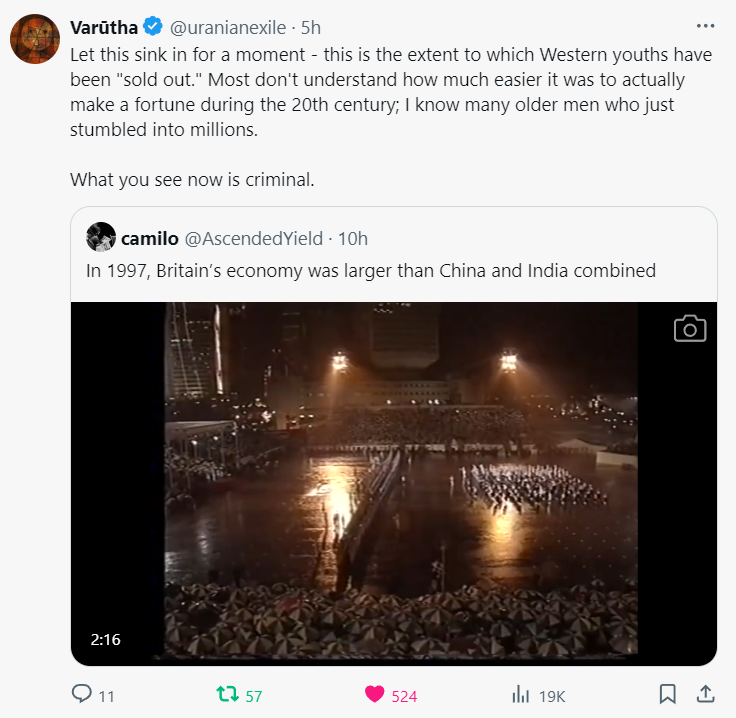 Varūtha @uranianexile · 5h
Let this sink in for a moment - this is the extent to which Western youths have
been "sold out." Most don't understand how much easier it was to actually
make a fortune during the 20th century; I know many older men who just
stumbled into millions.
What you see now is criminal.
camilo @AscendedYield · 10h
In 1997, Britain's economy was larger than China and India combined
2:16
11
57
524
19K